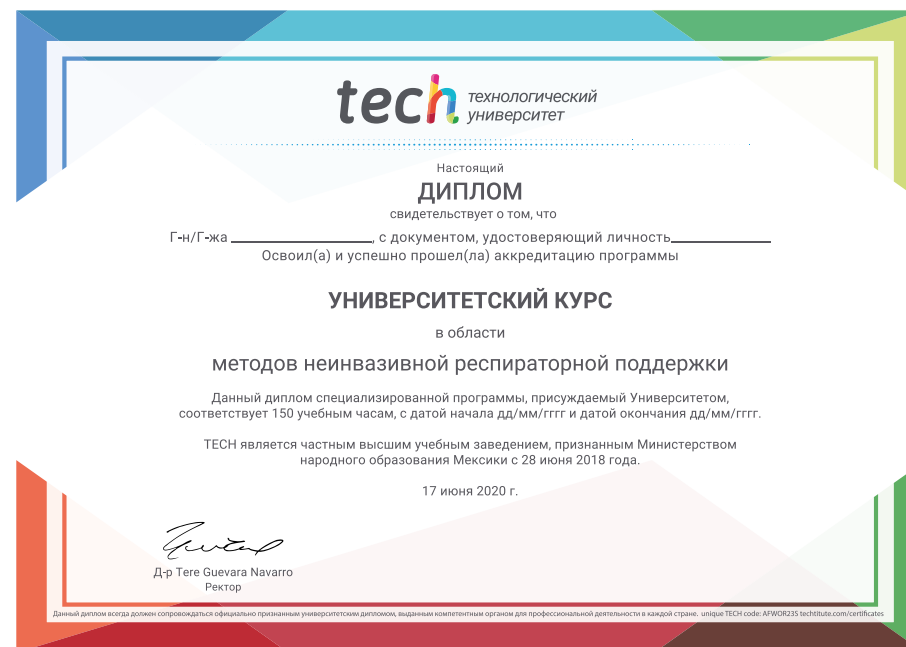 tech технологический
университет
Настоящий
ДИПЛОМ
свидетельствует о том, что
Г-н/Г-жа ____________________, с документом, удостоверяющий личность______________
Освоил(а) и успешно прошел(ла) аккредитацию программы
УНИВЕРСИТЕТСКИЙ КУРС
в области
методов неинвазивной респираторной поддержки
Данный диплом специализированной программы, присуждаемый Университетом,
соответствует 150 учебным часам, с датой начала дд/мм/гггг и датой окончания дд/мм/гггг.
TECH является частным высшим учебным заведением, признанным Министерством
народного образования Мексики с 28 июня 2018 года.
17 июня 2020 г.
Д-р Tere Guevara Navarro
Ректор
Данный диплом всегда должен сопровождаться официально признанным университетским дипломом, выданным компетентным органом для профессиональной деятельности в каждой стране. unique TECH code: AFWOR23S techtitute.com/certificates